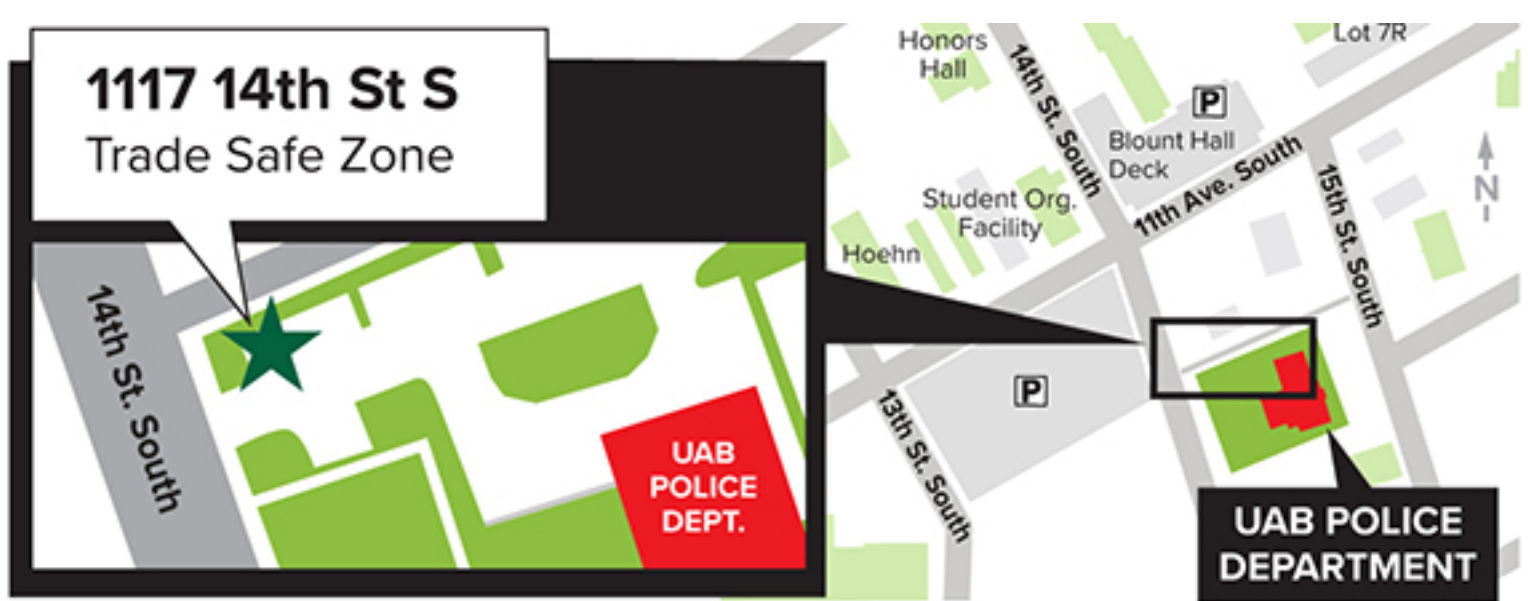 1117 14th St S
Trade Safe Zone
14th St. South
UAB
POLICE
DEPT.
Honors
Hall
14th St. South
Lot 7R
P
Blount Hall
Deck
11th Ave. South
15th St. South
N
Student Org.
Facility
Hoehn
P
13th St. South
UAB POLICE
DEPARTMENT